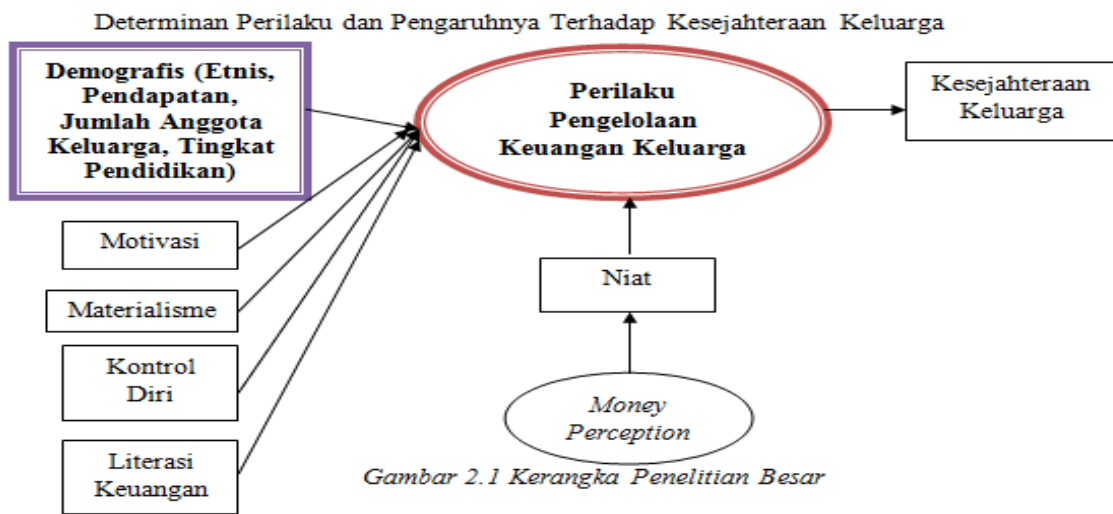 Determinan Perilaku dan Pengaruhnya Terhadap Kesejahteraan Keluarga
Demografis (Etnis,
Pendapatan,
Jumlah Anggota
Keluarga, Tingkat
Pendidikan)
Perilaku
Pengelolaan
Keuangan Keluarga
Kesejahteraan
Keluarga
Motivasi
Materialisme
Kontrol
Diri
Literasi
Keuangan
Niat
Money
Perception
Gambar 2.1 Kerangka Penelitian Besar